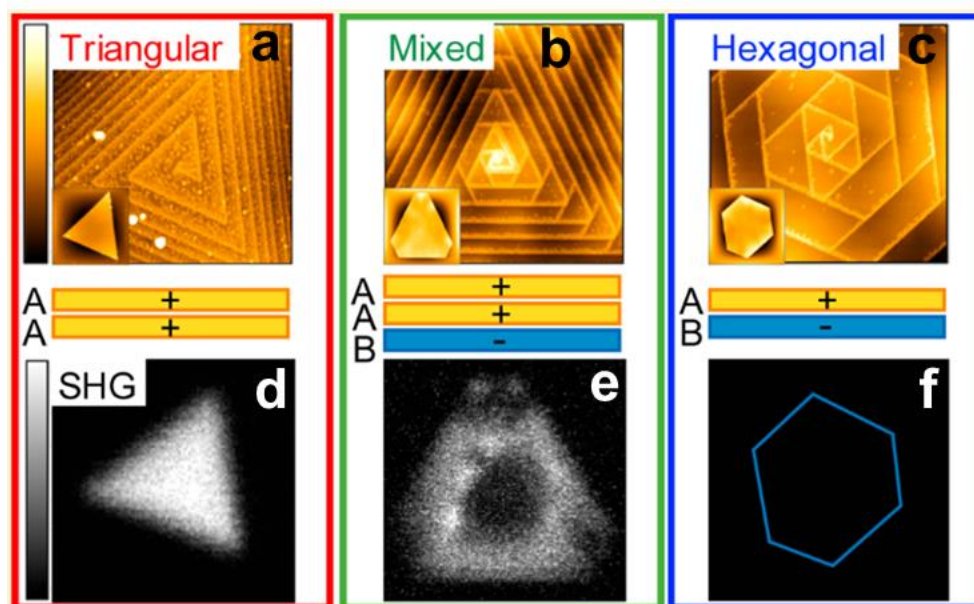 Triangular a
Mixed b
Hexagonal c
A +
A +
A +
A +
B -
A +
B -
SHG d
e
f